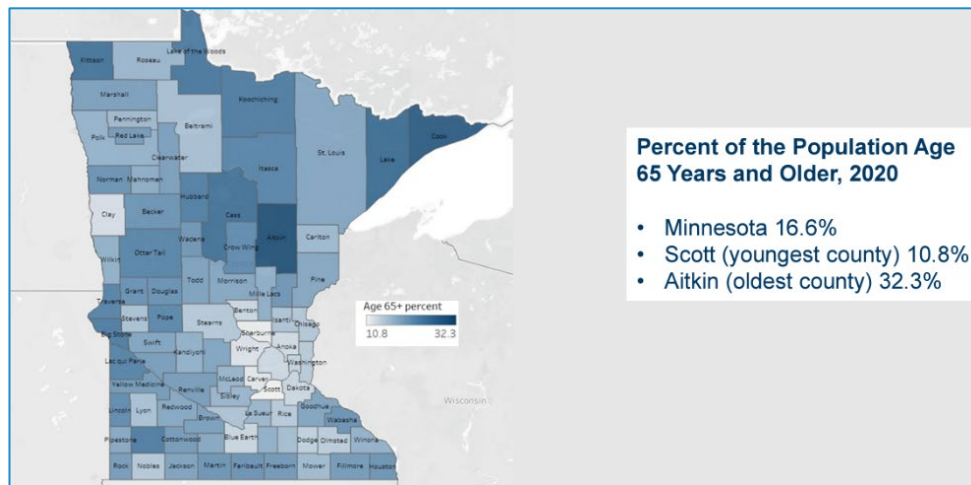 Kittson
Roseau
Lake of the Woods
Marshall
Koochiching
Pennington
Beltrami
Polk
Red Lake
Clearwater
St. Louis
Lake
Cook
Itasca
Norman
Mahnomen
Hubbard
Cass
Clay
Becker
Aitkin
Wadena
Crow Wing
Carlton
Wilkin
Otter Tail
Todd
Morrison
Pine
Grant
Douglas
Mille Lacs
Traverse
Stevens
Pope
Stearns
Benton
Isanti
Chisago
Big Stone
Sherburne
Swift
Kandiyohi
Wright
Anoka
Washington
Lac qui Parle
McLeod
Carver
Yellow Medicine
Renville
Sibley
Scott
Dakota
Lincoln
Lyon
Redwood
Brown
Le Sueur
Rice
Goodhue
Wabasha
Pipestone
Cottonwood
Blue Earth
Dodge
Olmsted
Winona
Rock
Nobles
Jackson
Martin
Faribault
Freeborn
Mower
Fillmore
Houston
Wisconsin
Age 65+ percent
10.8 32.3
Percent of the Population Age
65 Years and Older, 2020
• Minnesota 16.6%
• Scott (youngest county) 10.8%
• Aitkin (oldest county) 32.3%